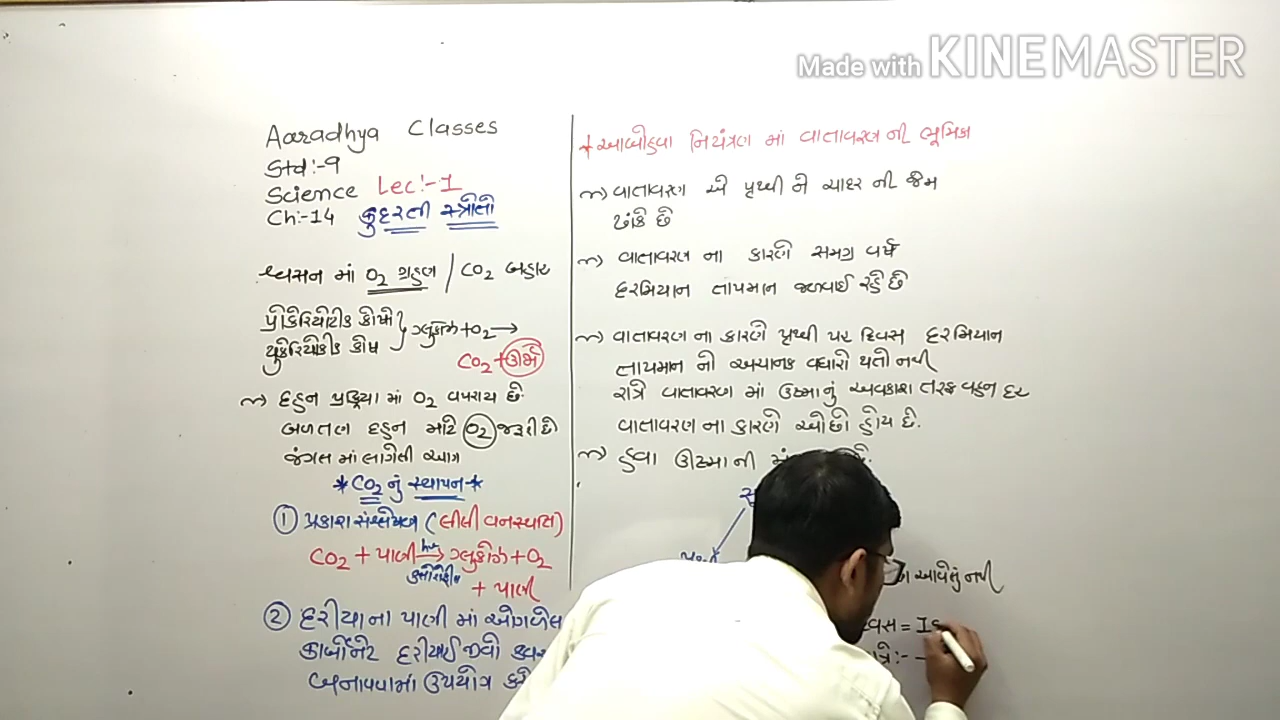 Made with KINEMASTER
Aaradhya Classes
Std:-9
Science Lec:-1
Ch:-14 કુદરતી સ્ત્રોતો
શ્વસન માં O2 ગ્રહણ / CO2 બહાર
પ્રોકેરિયોટીક કોષો
યુકેરિયોટીક કોષ
ગ્લુકોઝ + O2 →
CO2 + ઊર્જા
દહન પ્રક્રિયા માં O2 વપરાય છે.
બળતણ દહન માટે O2 જરૂરી છે
જંગલ માં લાગેલી આગ
* CO2 નું સ્થાપન *
① પ્રકાશસંશ્લેષણ (લીલી વનસ્પતિ)
CO2 + પાણી → ગ્લુકોઝ + O2
+ પાણી
② દરીયાના પાણી માં ઓગળેલ
કાર્બોનેટ દરીયાઈ જીવો
બનાવવામાં ઉપયોગ
* આબોહવા નિયંત્રણ માં વાતાવરણ ની ભૂમિકા
વાતાવરણ એ પૃથ્વી ને ચાદર ની જેમ
ઢાંકે છે
વાતાવરણ ના કારણે સમગ્ર વર્ષ
દરમિયાન તાપમાન જળવાઈ રહે છે
વાતાવરણ ના કારણે પૃથ્વી પર દિવસ દરમિયાન
તાપમાન નો અચાનક વધારો થતો નથી
રાત્રે વાતાવરણ માં ઉષ્માનું અવકાશ તરફ વહન દર
વાતાવરણ ના કારણે ઓછો હોય છે.
હવા ઊષ્માની
આવેલું નથી